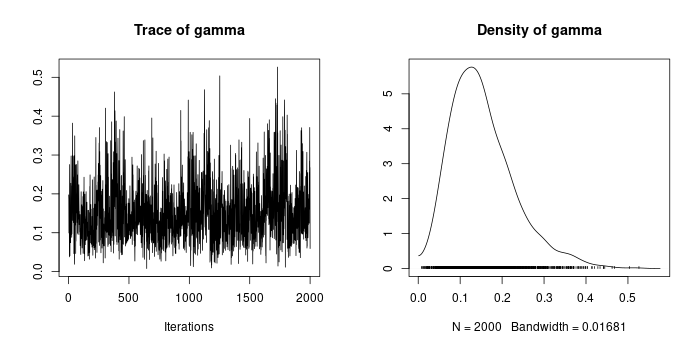 Trace of gamma
0.5
0.4
0.3
0.2
0.1
0.0
0 500 1000 1500 2000
Iterations
Density of gamma
5
4
3
2
1
0
0.0 0.1 0.2 0.3 0.4 0.5
N = 2000 Bandwidth = 0.01681